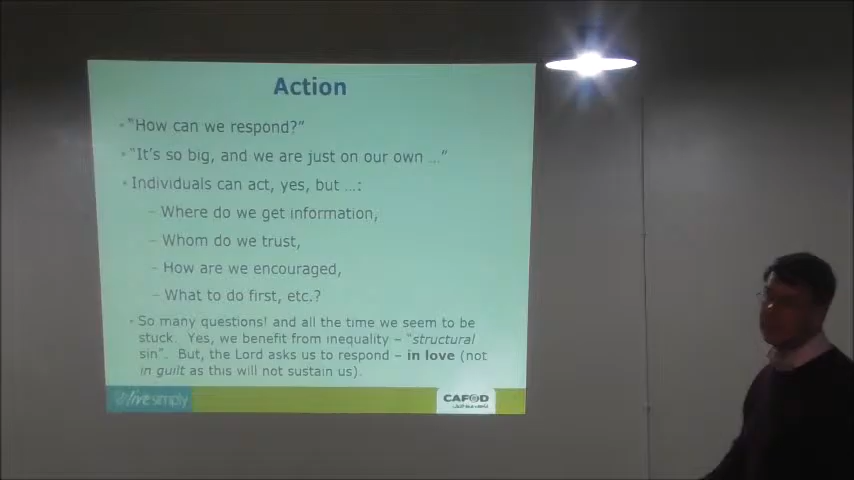 Action
- "How can we respond?"
- "It's so big, and we are just on our own ..."
- Individuals can act, yes, but ...:
– Where do we get information,
– Whom do we trust,
– How are we encouraged,
– What to do first, etc.?
- So many questions! and all the time we seem to be
stuck. Yes, we benefit from inequality – "structural
sin". But, the Lord asks us to respond – in love (not
in guilt as this will not sustain us).
livesimply
CAFOD